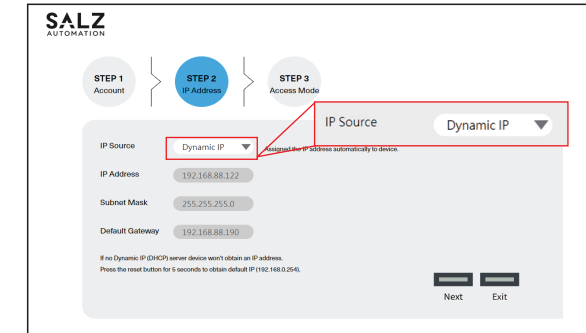 SALZ
AUTOMATION
STEP 1
Account
STEP 2
IP Address
STEP 3
Access Mode
IP Source
Dynamic IP
IP Source
Dynamic IP
Assigned the IP address automatically to device.
IP Address
192.168.88.122
Subnet Mask
255.255.255.0
Default Gateway
192.168.88.190
If no Dynamic IP (DHCP) server device won't obtain an IP address.
Press the reset button for 5 seconds to obtain default IP (192.168.0.254).
Next
Exit